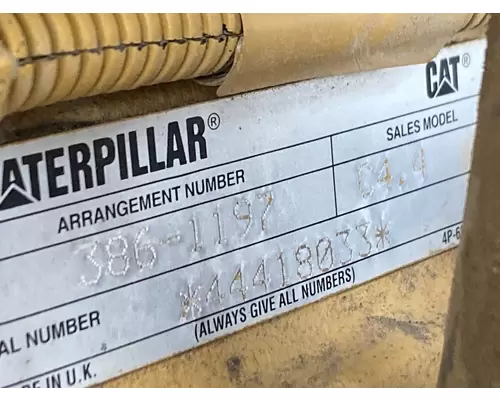 CATERPILLAR® CAT®
ARRANGEMENT NUMBER SALES MODEL
386-1197 C4.4
AL NUMBER *44418033* 4P-6
(ALWAYS GIVE ALL NUMBERS)
E IN U.K.